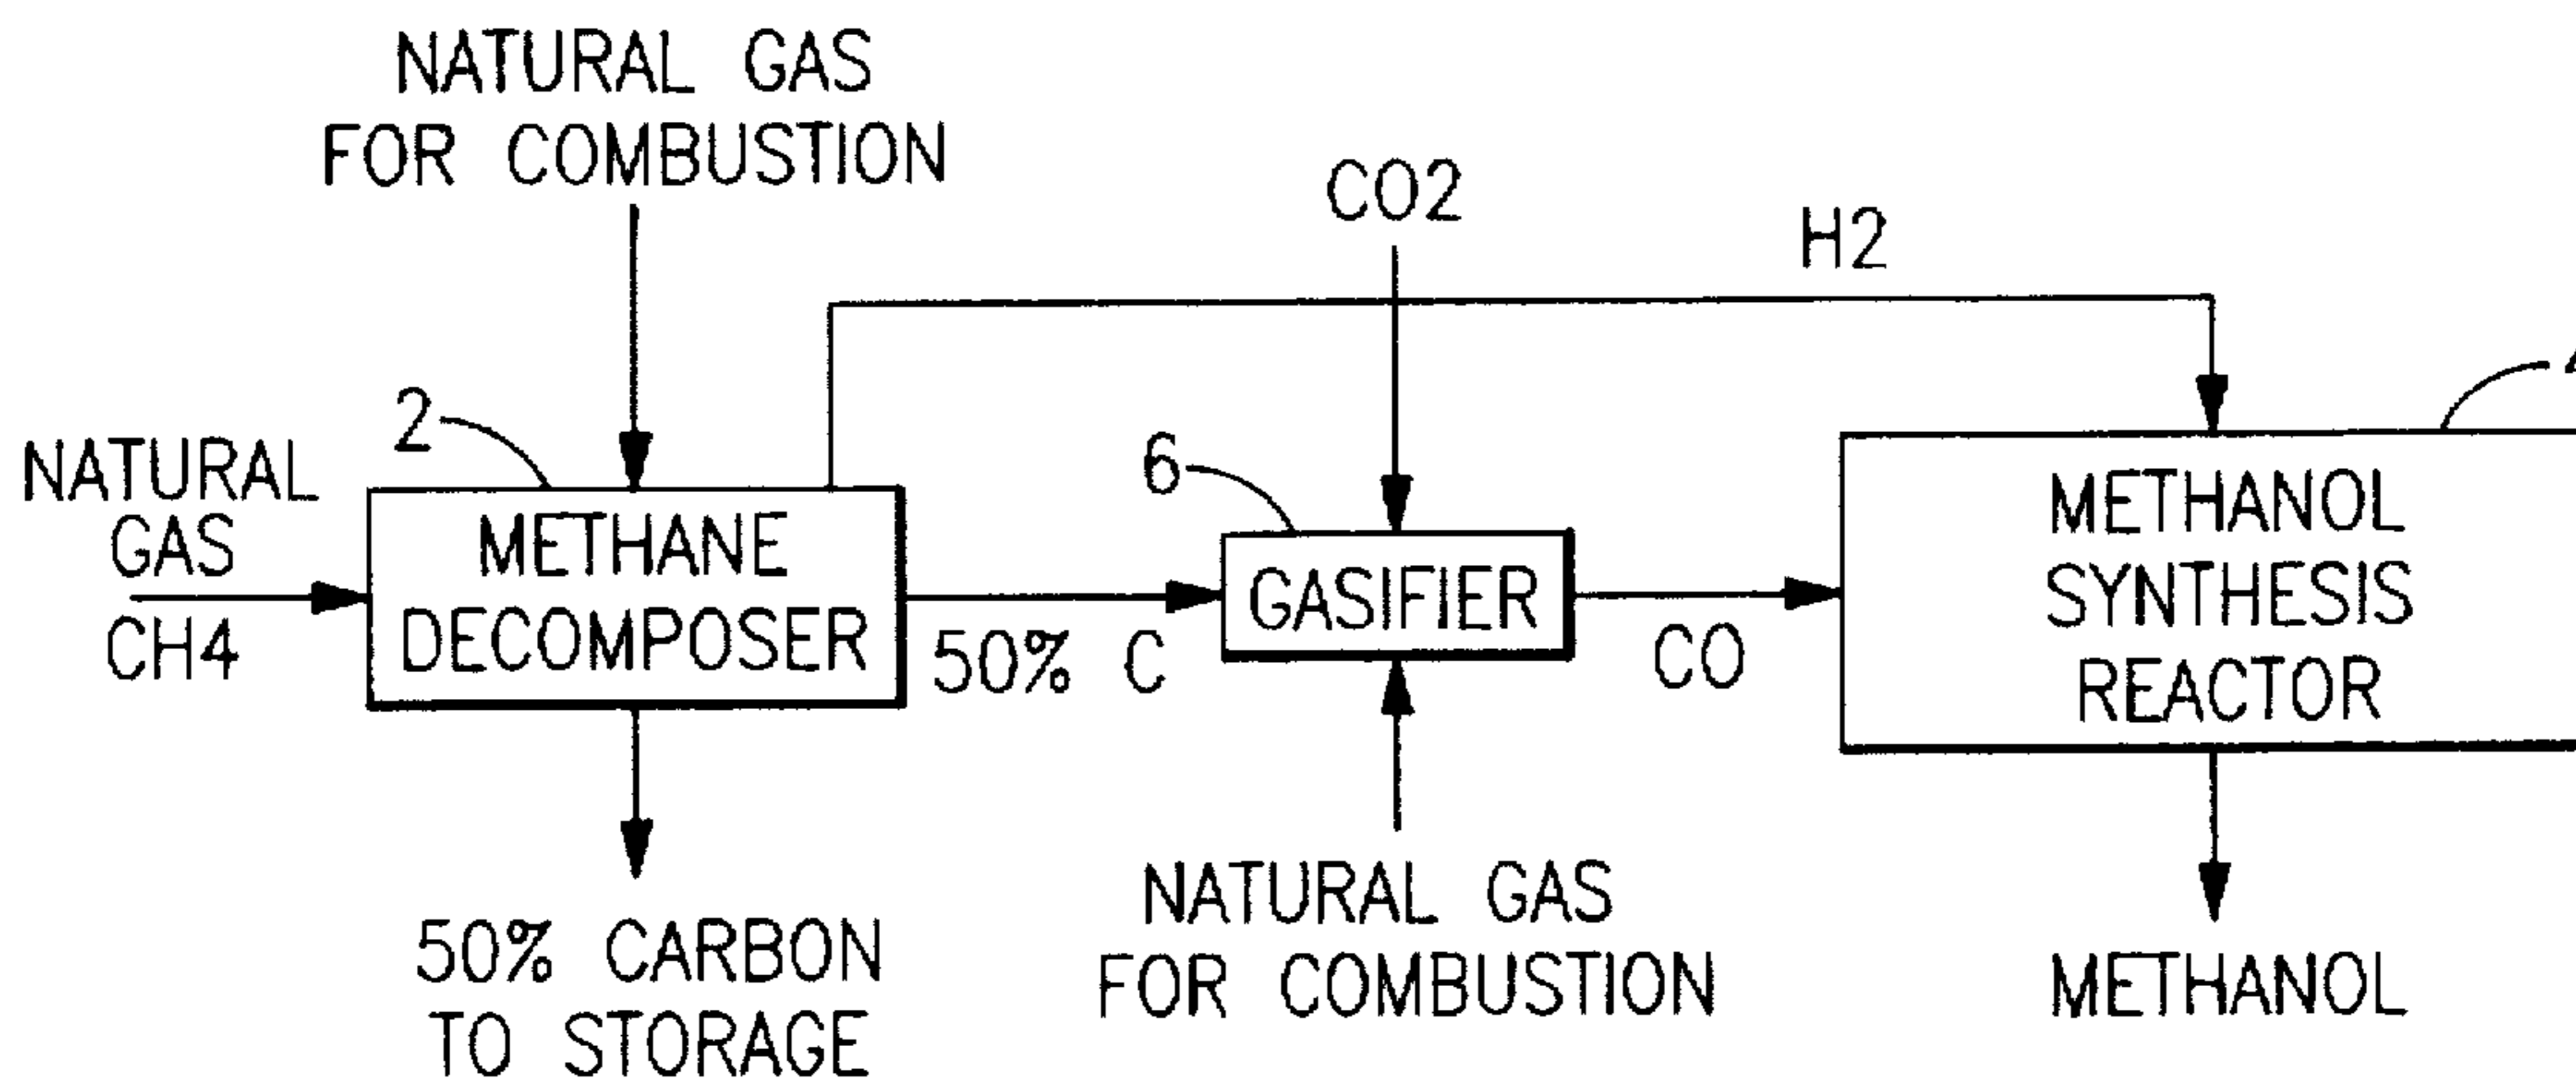 NATURAL GAS
FOR COMBUSTION
CO2
H2
2
NATURAL
GAS
CH4
METHANE
DECOMPOSER
50% C
6
GASIFIER
CO
METHANOL
SYNTHESIS
REACTOR
50% CARBON
TO STORAGE
NATURAL GAS
FOR COMBUSTION
METHANOL